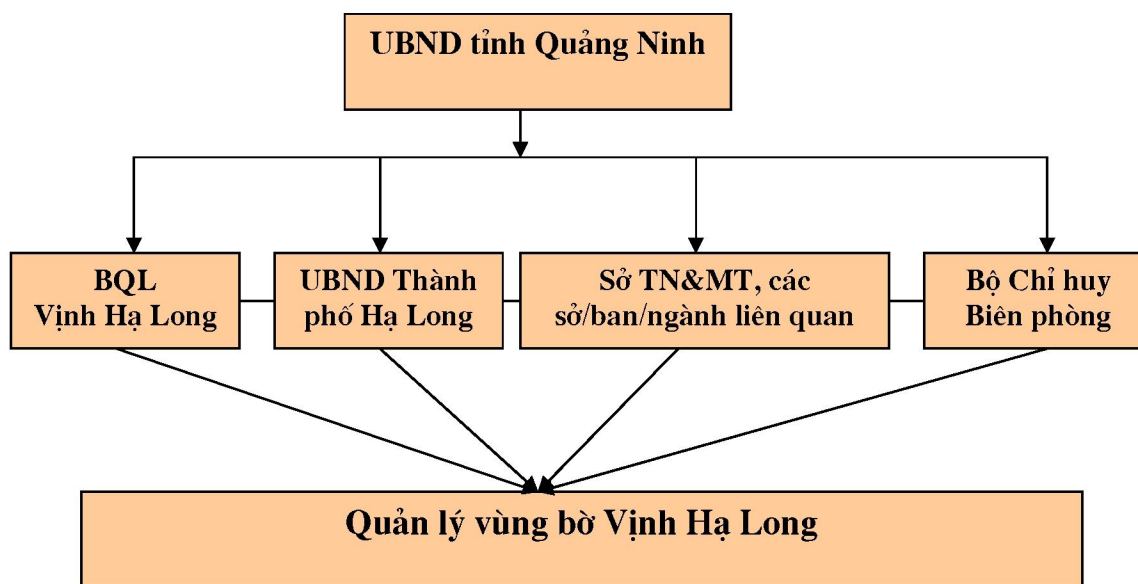 UBND tỉnh Quảng Ninh
BQL
Vịnh Hạ Long
UBND Thành
phố Hạ Long
Sở TN&MT, các
sở/ban/ngành liên quan
Bộ Chỉ huy
Biên phòng
Quản lý vùng bờ Vịnh Hạ Long